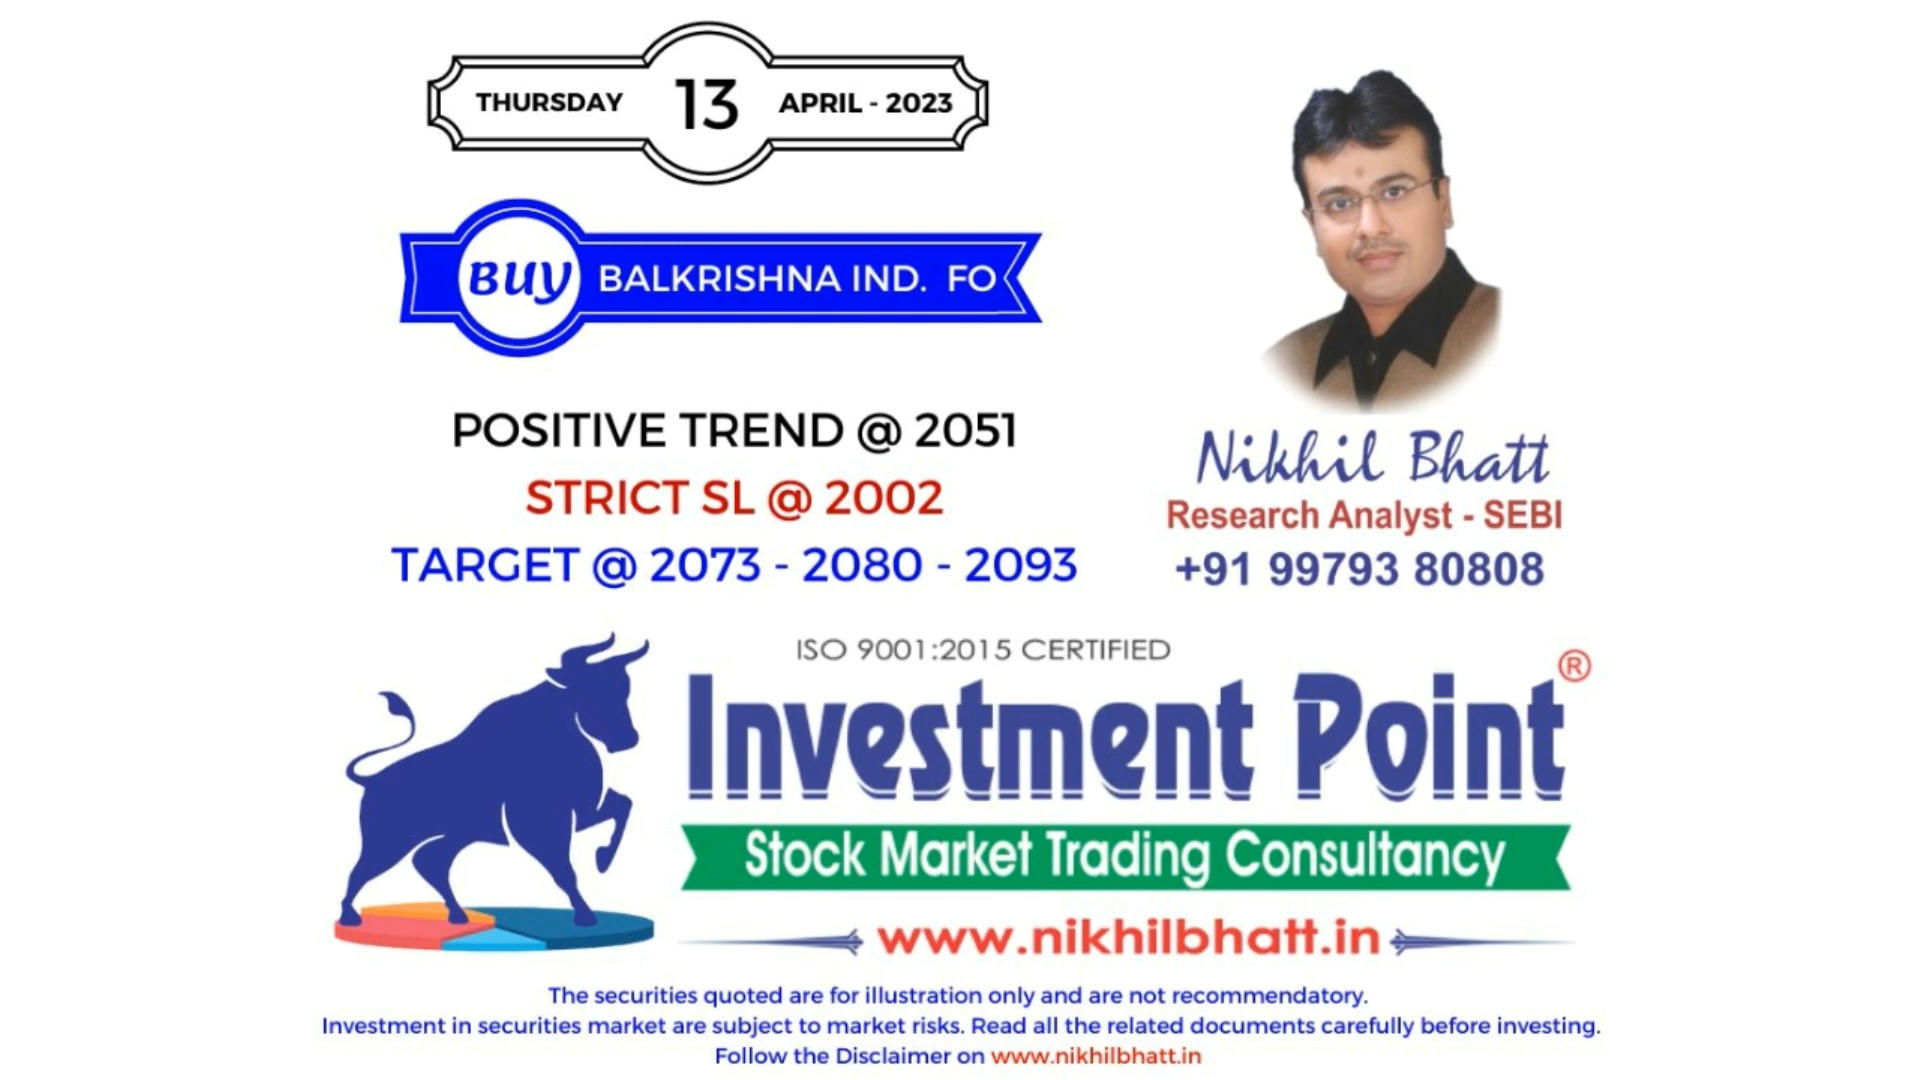 THURSDAY 13 APRIL - 2023
BUY BALKRISHNA IND. FO
POSITIVE TREND @ 2051
STRICT SL @ 2002
TARGET @ 2073 - 2080 - 2093
Nikhil Bhatt
Research Analyst - SEBI
+91 99793 80808
ISO 9001:2015 CERTIFIED
Investment Point ®
Stock Market Trading Consultancy
www.nikhilbhatt.in
The securities quoted are for illustration only and are not recommendatory.
Investment in securities market are subject to market risks. Read all the related documents carefully before investing.
Follow the Disclaimer on www.nikhilbhatt.in